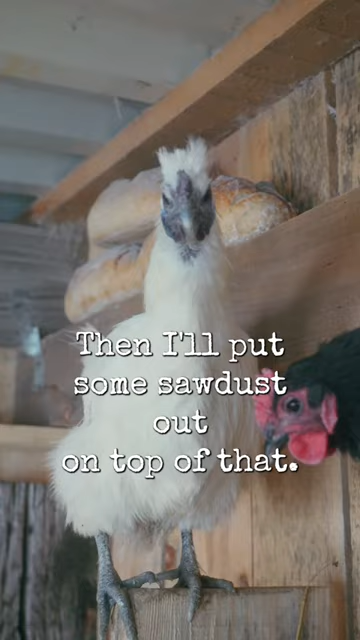 Then I'll put
some sawdust
out
on top of that.